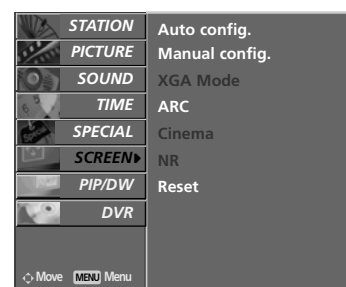 STATION
PICTURE
SOUND
TIME
SPECIAL
SCREEN
PIP/DW
DVR
Move MENU Menu
Auto config.
Manual config.
XGA Mode
ARC
Cinema
NR
Reset